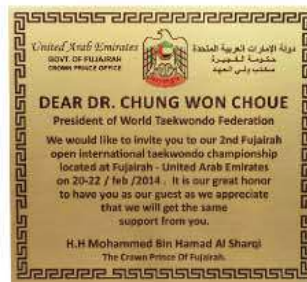 United Arab Emirates
GOVT. OF FUJAIRAH
CROWN PRINCE OFFICE
دولة الإمارات العربية المتحدة
حكومة الفجيرة
مكتب ولي العهد
DEAR DR. CHUNG WON CHOUE
President of World Taekwondo Federation
We would like to invite you to our 2nd Fujairah
open international taekwondo championship
located at Fujairah - United Arab Emirates
on 20-22 / feb /2014 . It is our great honor
to have you as our guest as we appreciate
that we will get the same
support from you.
H.H Mohammed Bin Hamad Al Sharqi
The Crown Prince Of Fujairah.